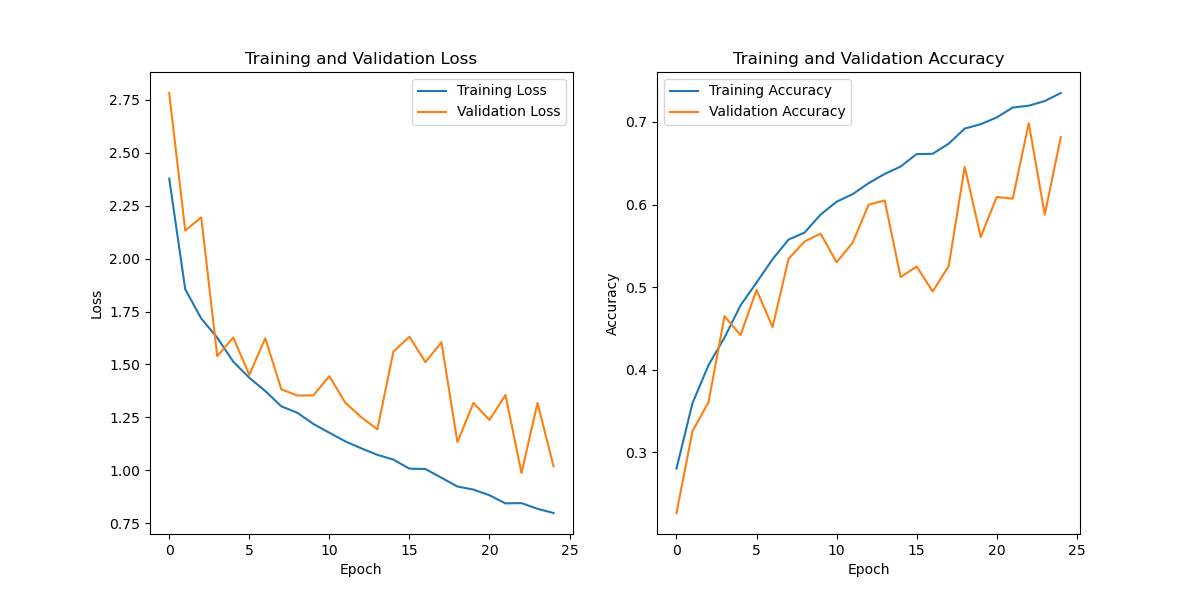 Training and Validation Loss
Training Loss
Validation Loss
2.75
2.50
2.25
2.00
1.75
1.50
1.25
1.00
0.75
Loss
0 5 10 15 20 25
Epoch
Training and Validation Accuracy
Training Accuracy
Validation Accuracy
0.7
0.6
0.5
0.4
0.3
Accuracy
0 5 10 15 20 25
Epoch